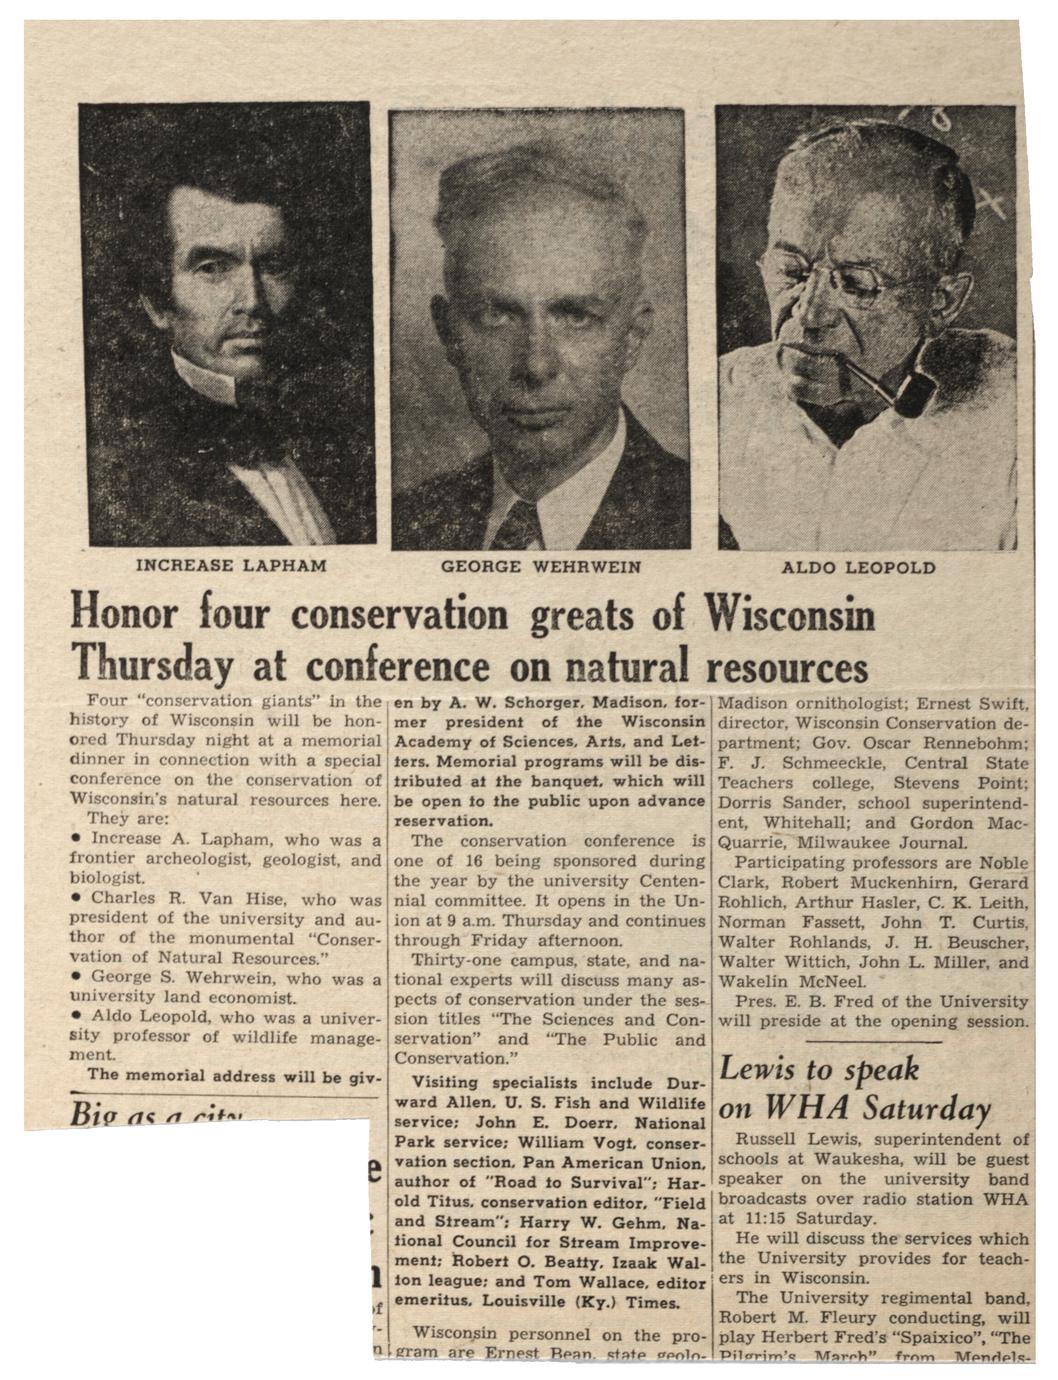 INCREASE LAPHAM
GEORGE WEHRWEIN
ALDO LEOPOLD
Honor four conservation greats of Wisconsin
Thursday at conference on natural resources
Four "conservation giants" in the
history of Wisconsin will be hon-
ored Thursday night at a memorial
dinner in connection with a special
conference on the conservation of
Wisconsin's natural resources here.
They are:
● Increase A. Lapham, who was a
frontier archeologist, geologist, and
biologist.
● Charles R. Van Hise, who was
president of the university and au-
thor of the monumental "Conser-
vation of Natural Resources."
● George S. Wehrwein, who was a
university land economist.
● Aldo Leopold, who was a univer-
sity professor of wildlife manage-
ment.
The memorial address will be giv-
Big as a city
e
n
of
-
n
en by A. W. Schorger, Madison, for-
mer president of the Wisconsin
Academy of Sciences, Arts, and Let-
ters. Memorial programs will be dis-
tributed at the banquet, which will
be open to the public upon advance
reservation.
The conservation conference is
one of 16 being sponsored during
the year by the university Centen-
nial committee. It opens in the Un-
ion at 9 a.m. Thursday and continues
through Friday afternoon.
Thirty-one campus, state, and na-
tional experts will discuss many as-
pects of conservation under the ses-
sion titles "The Sciences and Con-
servation" and "The Public and
Conservation."
Visiting specialists include Dur-
ward Allen, U. S. Fish and Wildlife
service; John E. Doerr, National
Park service; William Vogt, conser-
vation section, Pan American Union,
author of "Road to Survival"; Har-
old Titus, conservation editor, "Field
and Stream"; Harry W. Gehm, Na-
tional Council for Stream Improve-
ment; Robert O. Beatty, Izaak Wal-
ton league; and Tom Wallace, editor
emeritus, Louisville (Ky.) Times.
Wisconsin personnel on the pro-
gram are Ernest Bean, state geolo-
Madison ornithologist; Ernest Swift,
director, Wisconsin Conservation de-
partment; Gov. Oscar Rennebohm;
F. J. Schmeeckle, Central State
Teachers college, Stevens Point;
Dorris Sander, school superintend-
ent, Whitehall; and Gordon Mac-
Quarrie, Milwaukee Journal.
Participating professors are Noble
Clark, Robert Muckenhirn, Gerard
Rohlich, Arthur Hasler, C. K. Leith,
Norman Fassett, John T. Curtis,
Walter Rohlands, J. H. Beuscher,
Walter Wittich, John L. Miller, and
Wakelin McNeel.
Pres. E. B. Fred of the University
will preside at the opening session.
Lewis to speak
on WHA Saturday
Russell Lewis, superintendent of
schools at Waukesha, will be guest
speaker on the university band
broadcasts over radio station WHA
at 11:15 Saturday.
He will discuss the services which
the University provides for teach-
ers in Wisconsin.
The University regimental band,
Robert M. Fleury conducting, will
play Herbert Fred's "Spaixico", "The
Pilgrim's March" from Mendels-